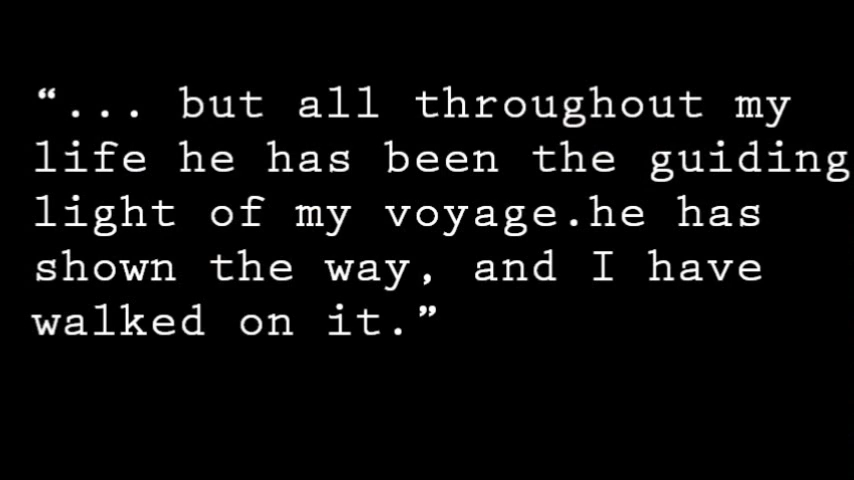 “... but all throughout my
life he has been the guiding
light of my voyage.he has
shown the way, and I have
walked on it.”